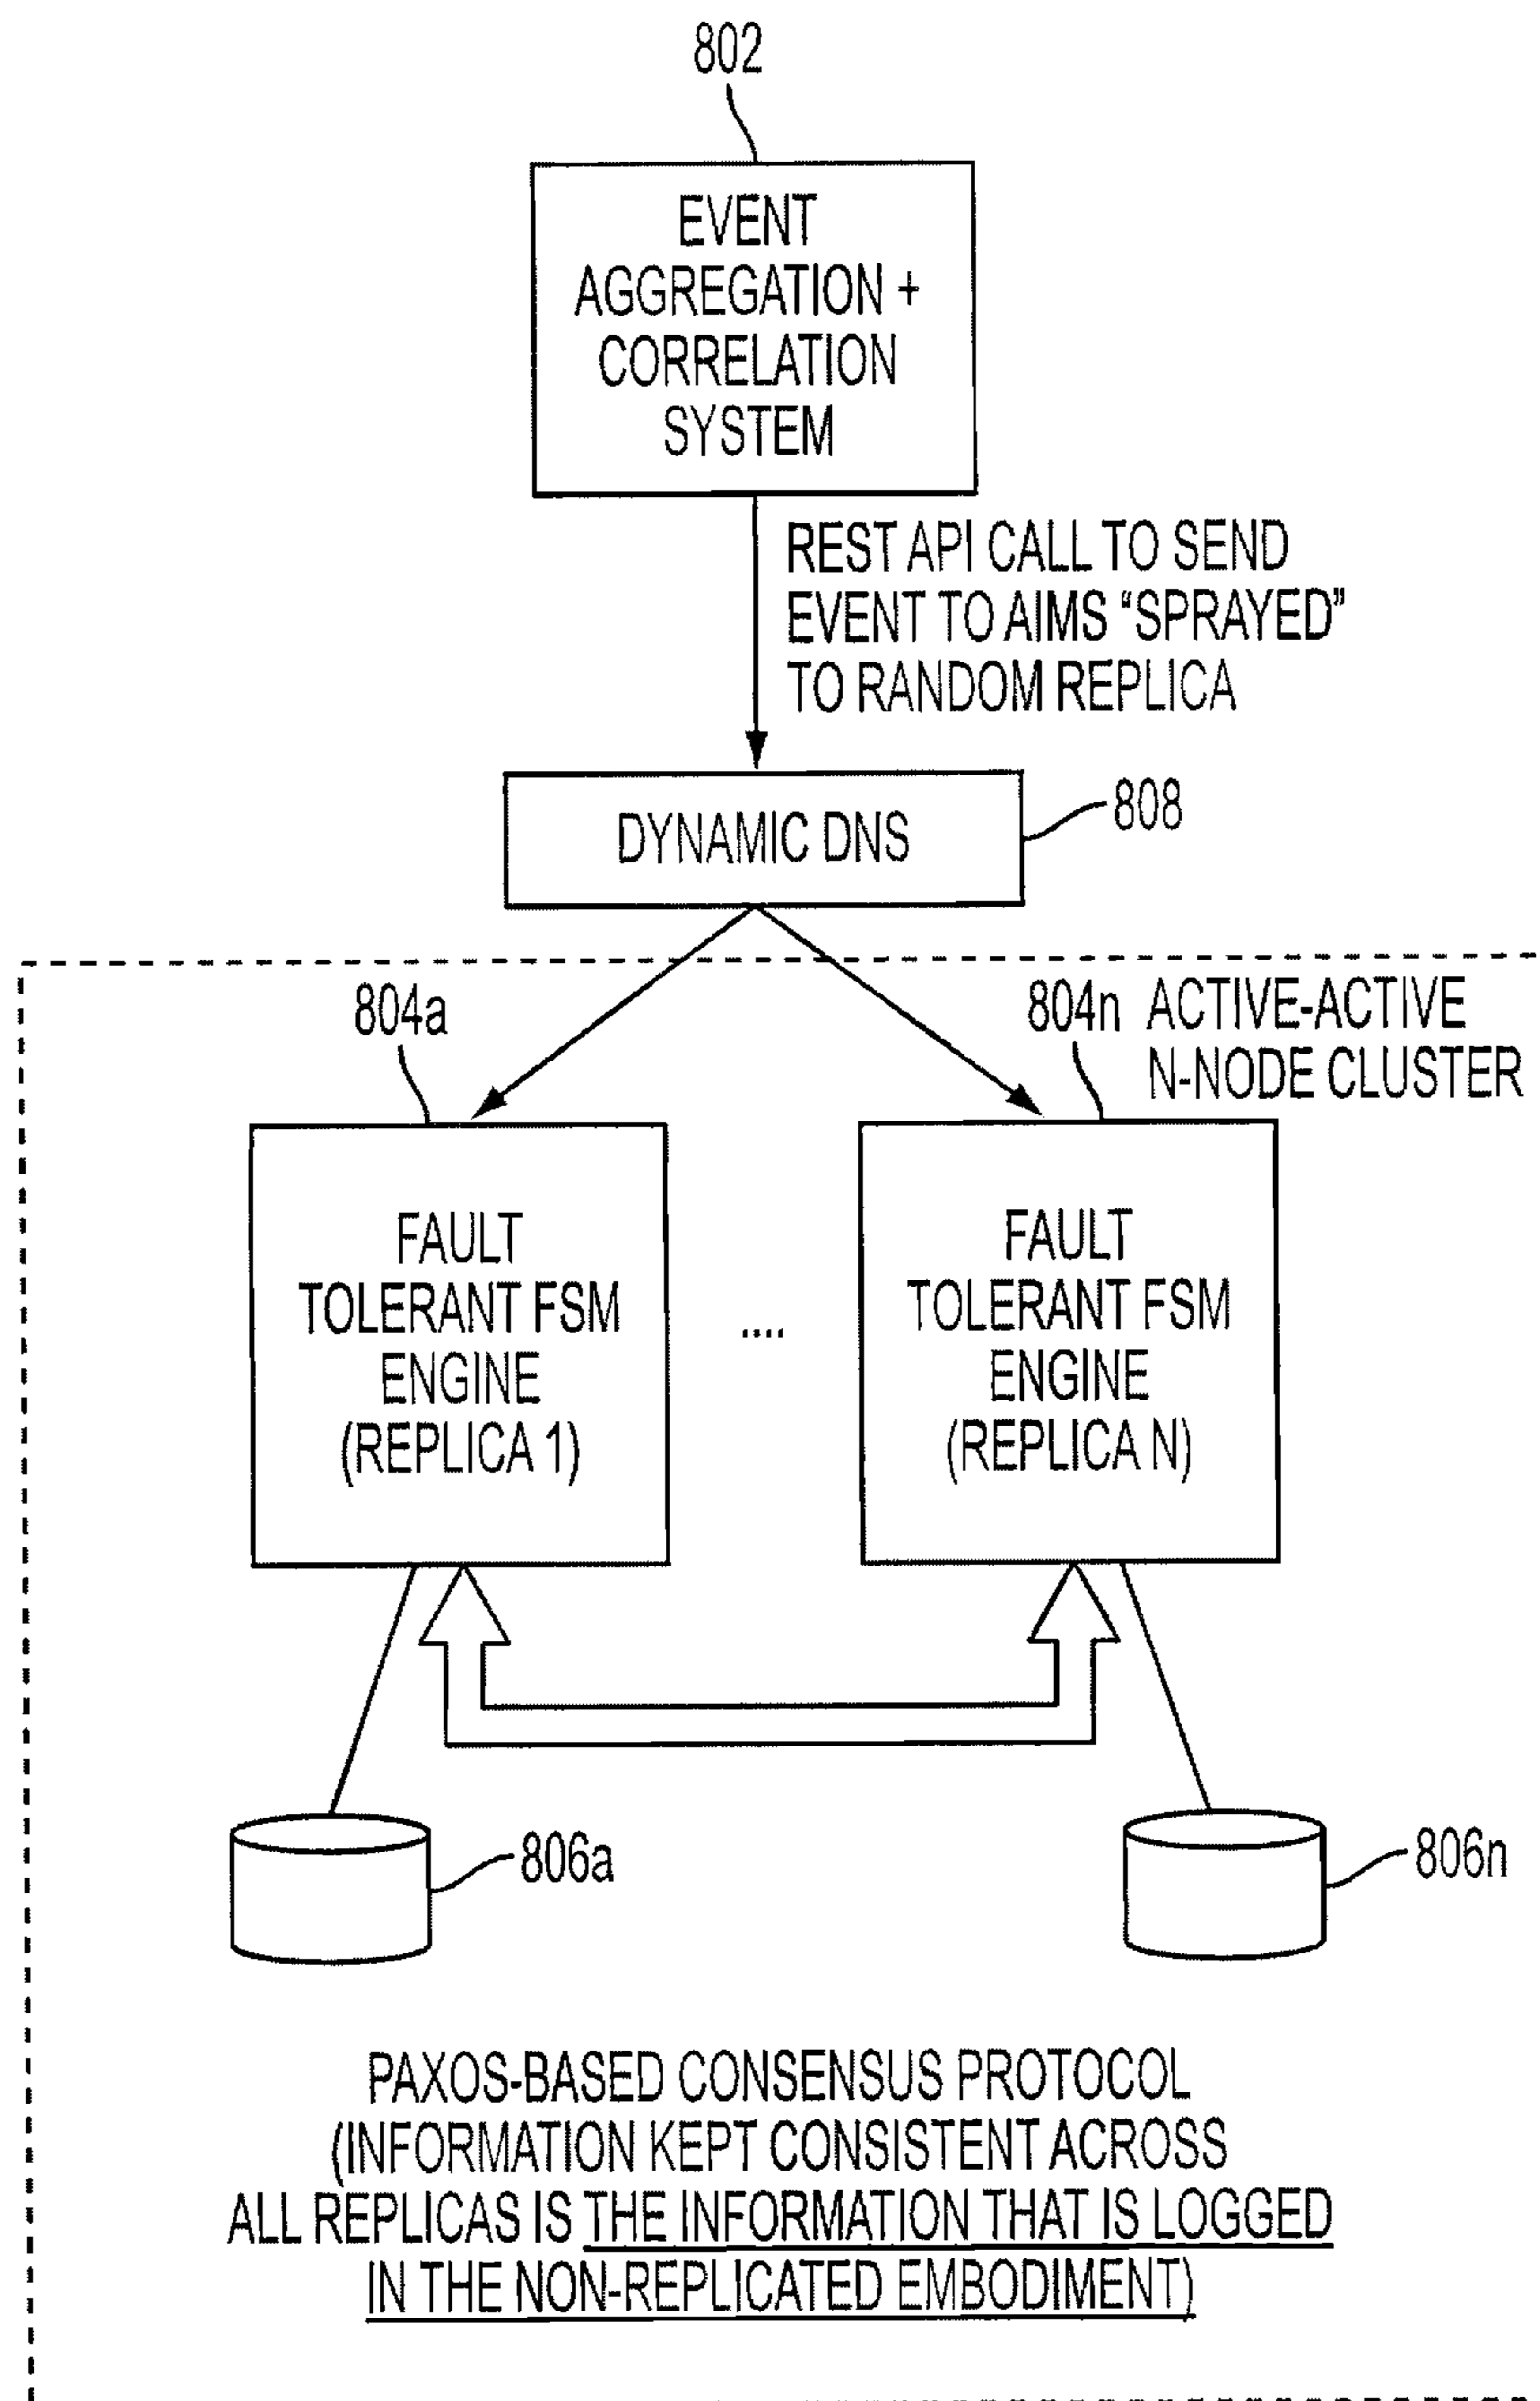 802
EVENT
AGGREGATION +
CORRELATION
SYSTEM
REST API CALL TO SEND
EVENT TO AIMS “SPRAYED”
TO RANDOM REPLICA
DYNAMIC DNS
808
804a
804n
ACTIVE-ACTIVE
N-NODE CLUSTER
FAULT
TOLERANT FSM
ENGINE
(REPLICA 1)
....
FAULT
TOLERANT FSM
ENGINE
(REPLICA N)
806a
806n
PAXOS-BASED CONSENSUS PROTOCOL
(INFORMATION KEPT CONSISTENT ACROSS
ALL REPLICAS IS THE INFORMATION THAT IS LOGGED
IN THE NON-REPLICATED EMBODIMENT)